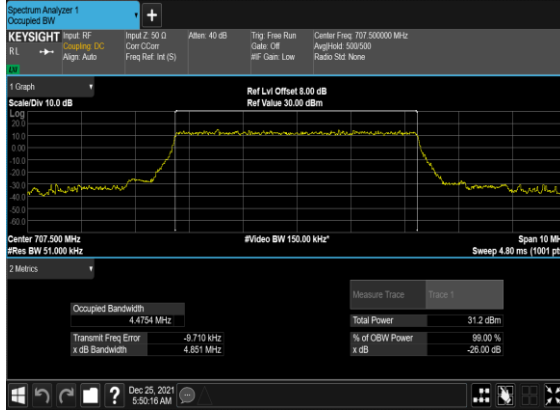 Spectrum Analyzer 1
Occupied BW
+
KEYSIGHT
RL
Input: RF
Coupling: DC
Align: Auto
Input Z: 50 Ω
Corr CCorr
Freq Ref: Int (S)
Atten: 40 dB
Trig: Free Run
Gate: Off
#IF Gain: Low
Center Freq: 707.500000 MHz
Avg|Hold: 500/500
Radio Std: None
1 Graph
Scale/Div 10.0 dB
Ref Lvl Offset 8.00 dB
Ref Value 30.00 dBm
Log
20.0
10.0
0.00
-10.0
-20.0
-30.0
-40.0
-50.0
-60.0
Center 707.500 MHz
#Res BW 51.000 kHz
#Video BW 150.00 kHz*
Span 10 MH
Sweep 4.80 ms (1001 pt
2 Metrics
Measure Trace Trace 1
Occupied Bandwidth
4.4754 MHz
Total Power 31.2 dBm
Transmit Freq Error -9.710 kHz
% of OBW Power 99.00 %
x dB Bandwidth 4.851 MHz
x dB -26.00 dB
?
Dec 25, 2021
5:50:16 AM